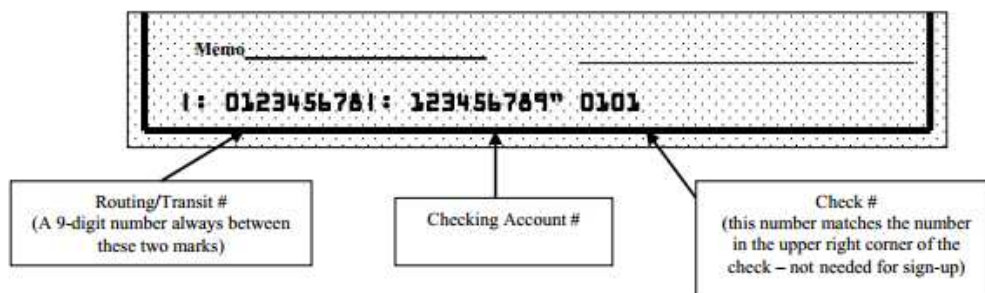 Memo
|: 012345678|: 123456789" 0101
Routing/Transit #
(A 9-digit number always between
these two marks)
Checking Account #
Check #
(this number matches the number
in the upper right corner of the
check – not needed for sign-up)